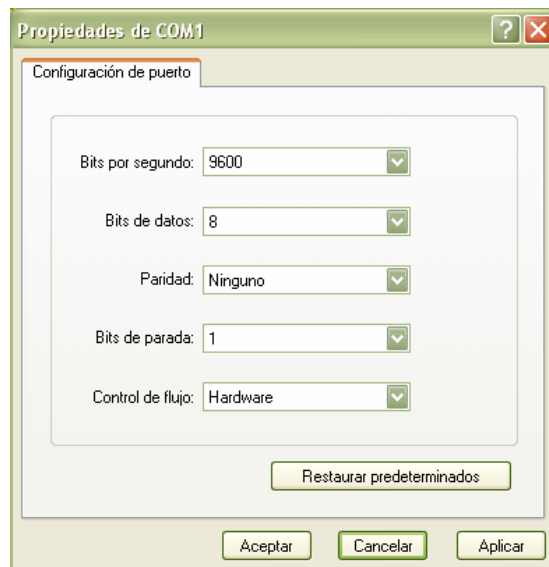 Propiedades de COM1
Configuración de puerto
Bits por segundo: 9600
Bits de datos: 8
Paridad: Ninguno
Bits de parada: 1
Control de flujo: Hardware
Restaurar predeterminados
Aceptar Cancelar Aplicar